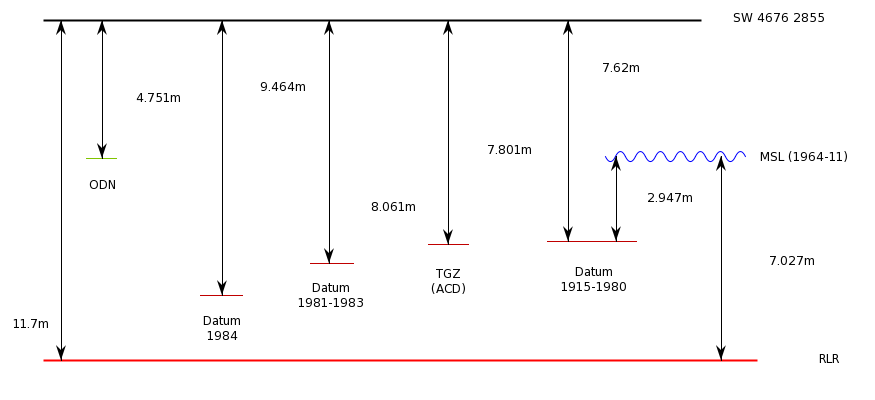 SW 4676 2855
7.62m
9.464m
4.751m
7.801m
MSL (1964-11)
ODN
2.947m
8.061m
7.027m
TGZ
(ACD)
Datum
1915-1980
Datum
1981-1983
Datum
1984
11.7m
RLR